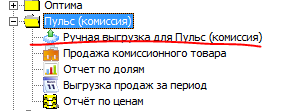 Оптима
Пульс (комиссия)
Ручная выгрузка для Пульс (комиссия)
Продажа комиссионного товара
Отчет по долям
Выгрузка продаж за период
Отчёт по ценам